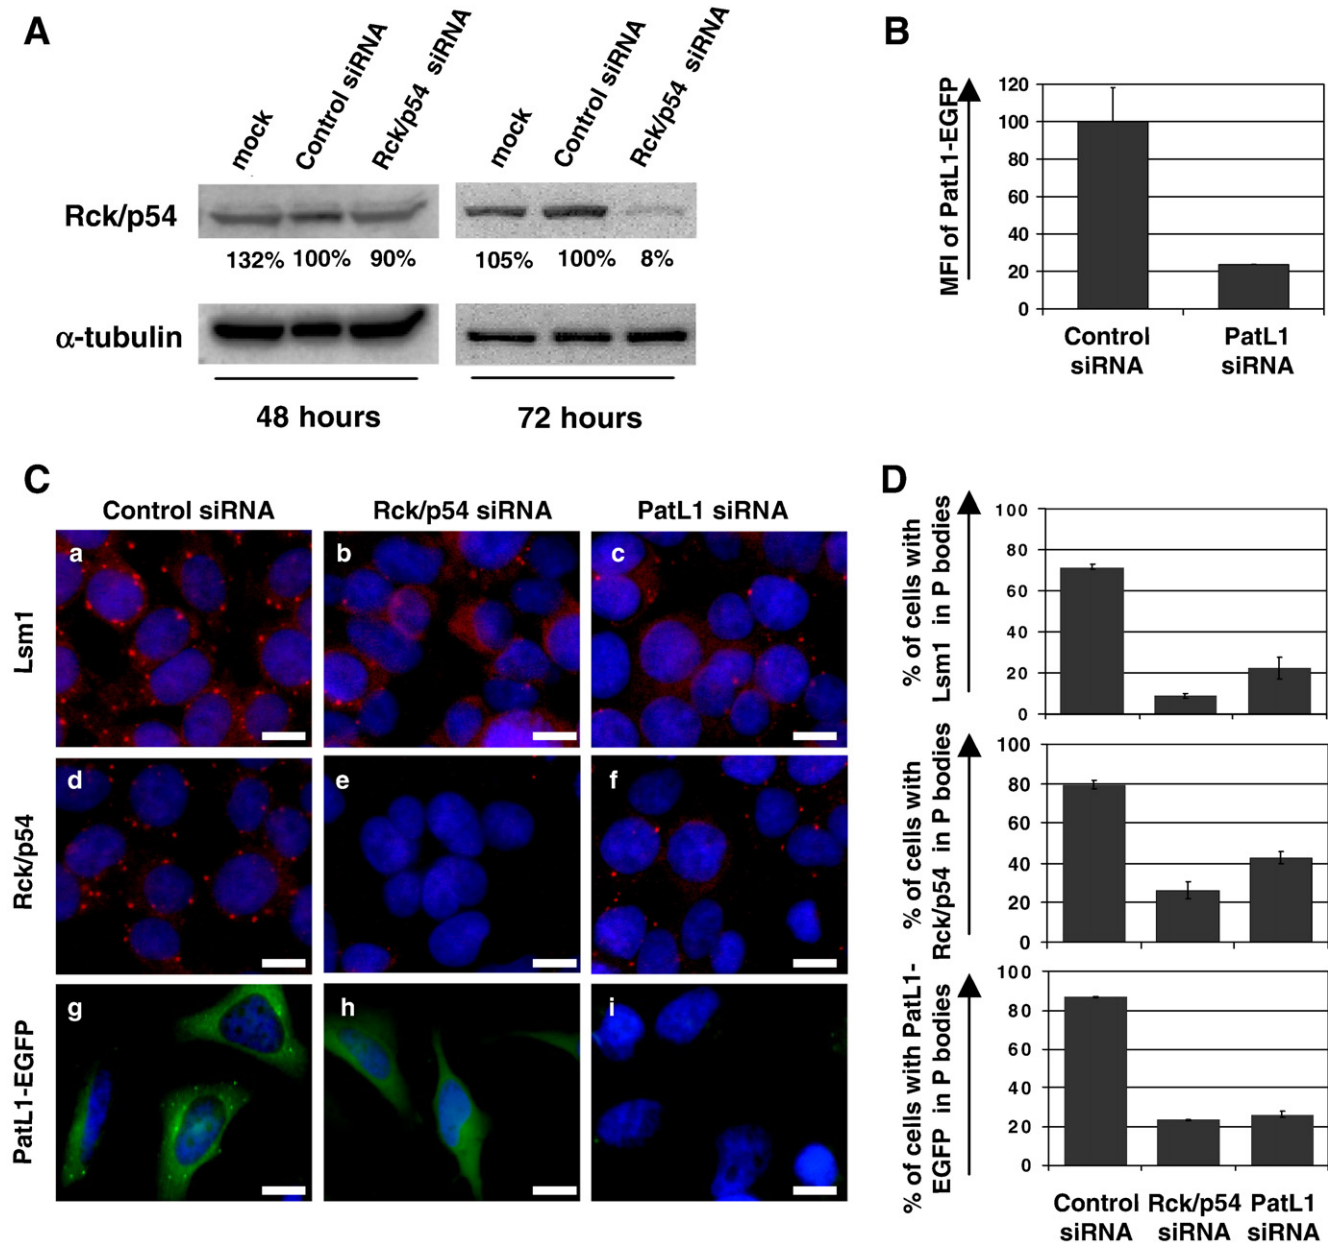 A
mock
Control siRNA
Rck/p54 siRNA
mock
Control siRNA
Rck/p54 siRNA
Rck/p54
132% 100% 90%
105% 100% 8%
α-tubulin
48 hours
72 hours
B
MFI of PatL1-EGFP
120
100
80
60
40
20
0
Control
siRNA
PatL1
siRNA
C
Control siRNA
Rck/p54 siRNA
PatL1 siRNA
Lsm1
a
b
c
Rck/p54
d
e
f
PatL1-EGFP
g
h
i
D
% of cells with
Lsm1 in P bodies
100
80
60
40
20
0
% of cells with
Rck/p54 in P bodies
100
80
60
40
20
0
% of cells with PatL1-
EGFP in P bodies
100
80
60
40
20
0
Control
siRNA
Rck/p54
siRNA
PatL1
siRNA